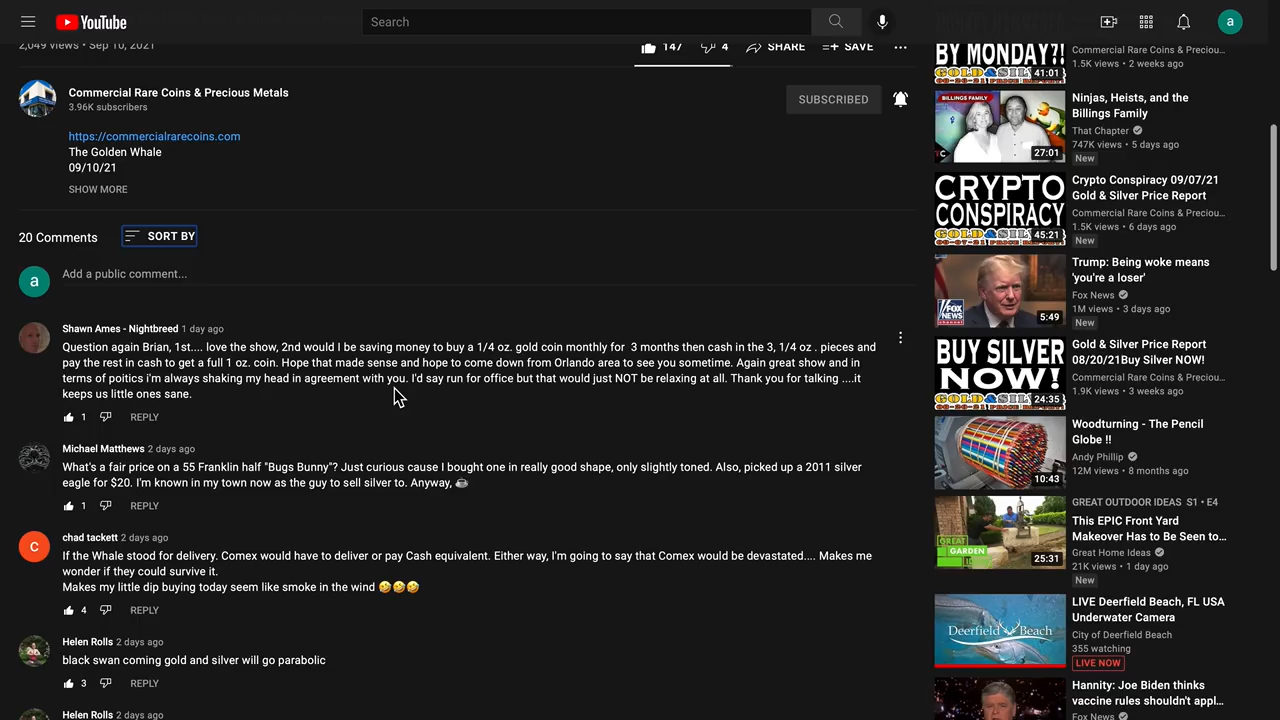 YouTube
Search
a
2,049 views • Sep 10, 2021
147
4
SHARE
SAVE
Commercial Rare Coins & Precious Metals
3.96K subscribers
SUBSCRIBED
https://commercialrarecoins.com
The Golden Whale
09/10/21
SHOW MORE
20 Comments
SORT BY
a
Add a public comment...
Shawn Ames - Nightbreed 1 day ago
Question again Brian, 1st.... love the show, 2nd would I be saving money to buy a 1/4 oz. gold coin monthly for 3 months then cash in the 3, 1/4 oz . pieces and
pay the rest in cash to get a full 1 oz. coin. Hope that made sense and hope to come down from Orlando area to see you sometime. Again great show and in
terms of poitics i'm always shaking my head in agreement with you. I'd say run for office but that would just NOT be relaxing at all. Thank you for talking ....it
keeps us little ones sane.
1
REPLY
Michael Matthews 2 days ago
What's a fair price on a 55 Franklin half "Bugs Bunny"? Just curious cause I bought one in really good shape, only slightly toned. Also, picked up a 2011 silver
eagle for $20. I'm known in my town now as the guy to sell silver to. Anyway, ☕
1
REPLY
c
chad tackett 2 days ago
If the Whale stood for delivery. Comex would have to deliver or pay Cash equivalent. Either way, I'm going to say that Comex would be devastated.... Makes me
wonder if they could survive it.
Makes my little dip buying today seem like smoke in the wind 🤣🤣🤣
4
REPLY
Helen Rolls 2 days ago
black swan coming gold and silver will go parabolic
3
REPLY
Helen Rolls 2 days ago
BY MONDAY?!
41:01
Commercial Rare Coins & Preciou...
1.5K views • 2 weeks ago
BILLINGS FAMILY
27:01
Ninjas, Heists, and the
Billings Family
That Chapter
747K views • 5 days ago
New
CRYPTO
CONSPIRACY
45:21
Crypto Conspiracy 09/07/21
Gold & Silver Price Report
Commercial Rare Coins & Preciou...
1.5K views • 6 days ago
New
FOX
NEWS
channel
5:49
Trump: Being woke means
'you're a loser'
Fox News
1M views • 3 days ago
New
BUY SILVER
NOW!
24:35
Gold & Silver Price Report
08/20/21Buy Silver NOW!
Commercial Rare Coins & Preciou...
1.9K views • 3 weeks ago
10:43
Woodturning - The Pencil
Globe !!
Andy Phillip
12M views • 8 months ago
GREAT
GARDEN
25:31
GREAT OUTDOOR IDEAS S1 • E4
This EPIC Front Yard
Makeover Has to Be Seen to...
Great Home Ideas
21K views • 1 day ago
New
Deerfield Beach
LIVE Deerfield Beach, FL USA
Underwater Camera
City of Deerfield Beach
355 watching
LIVE NOW
Hannity: Joe Biden thinks
vaccine rules shouldn't appl...
Fox News